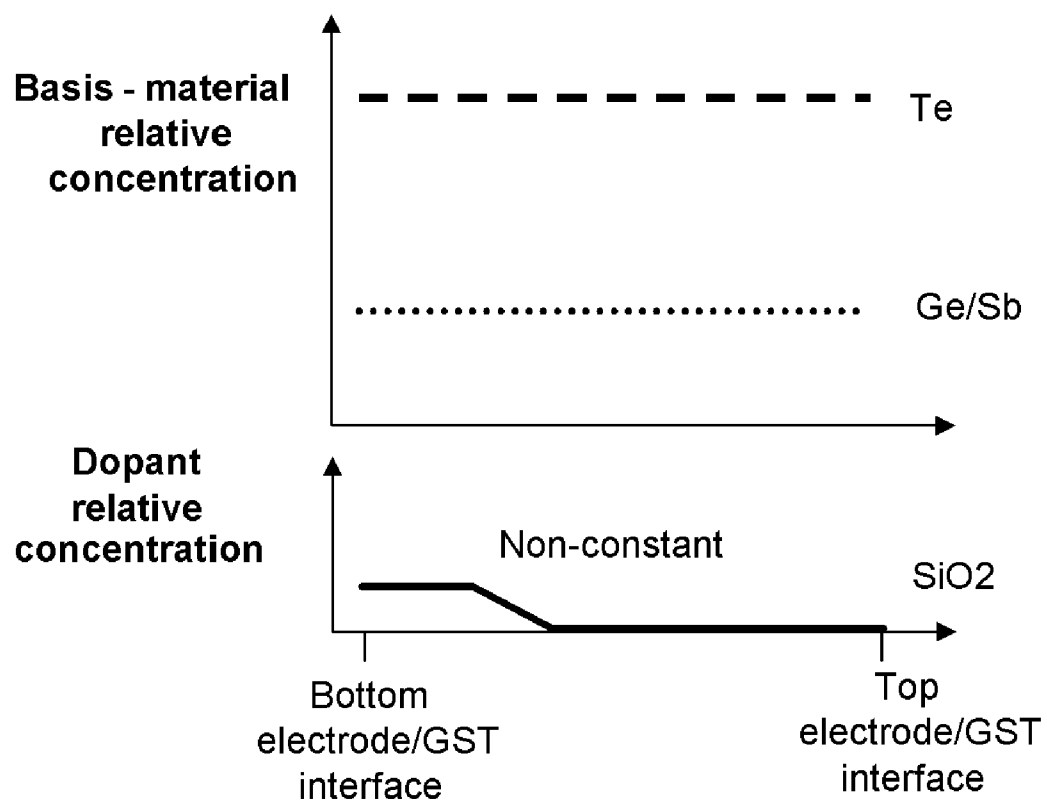 Basis - material
relative
concentration
Te
Ge/Sb
Dopant
relative
concentration
Non-constant
SiO2
Bottom
electrode/GST
interface
Top
electrode/GST
interface